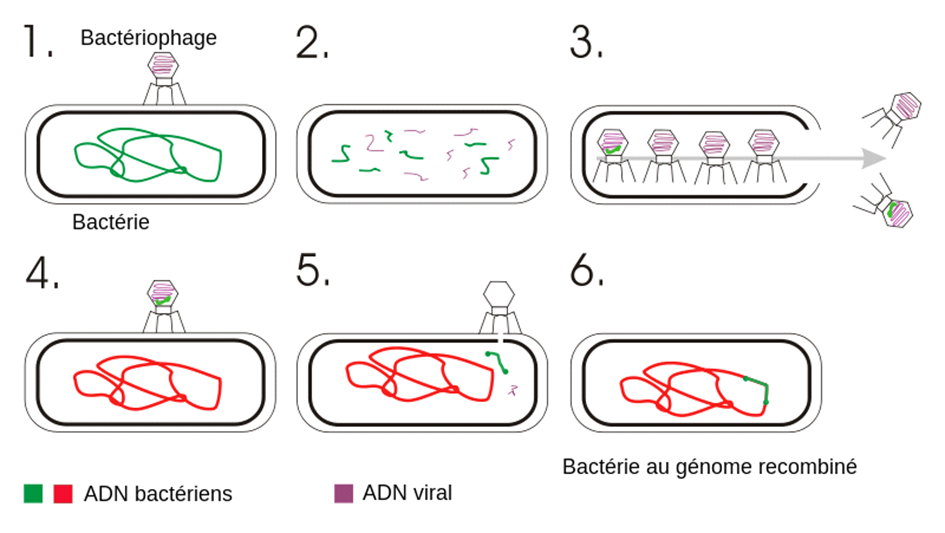 1.
Bactériophage
2.
3.
Bactérie
4.
5.
6.
Bactérie au génome recombiné
ADN bactériens
ADN viral